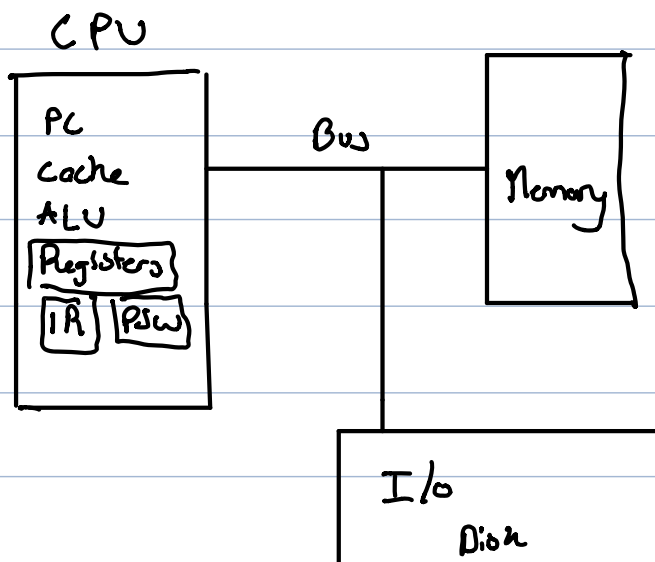 CPU
PC
Cache
ALU
Registers
IR PSW
Bus
Memory
I/o
Disk